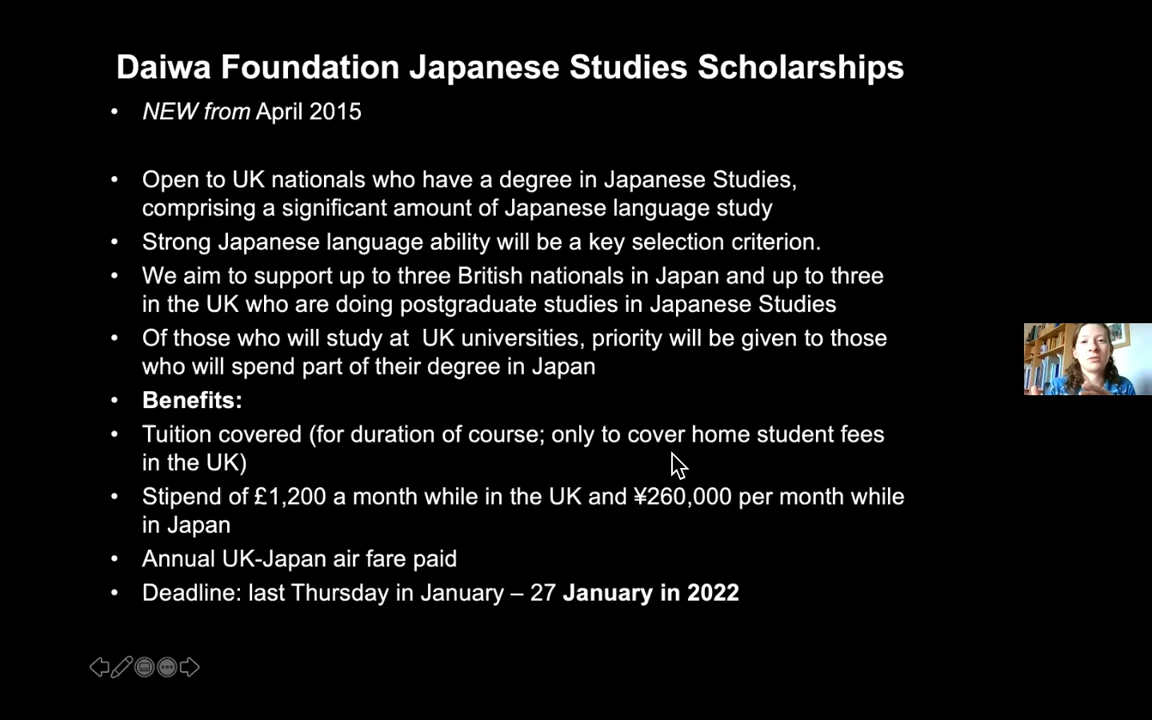 Daiwa Foundation Japanese Studies Scholarships
• NEW from April 2015
• Open to UK nationals who have a degree in Japanese Studies,
comprising a significant amount of Japanese language study
• Strong Japanese language ability will be a key selection criterion.
• We aim to support up to three British nationals in Japan and up to three
in the UK who are doing postgraduate studies in Japanese Studies
• Of those who will study at  UK universities, priority will be given to those
who will spend part of their degree in Japan
• Benefits:
• Tuition covered (for duration of course; only to cover home student fees
in the UK)
• Stipend of £1,200 a month while in the UK and ¥260,000 per month while
in Japan
• Annual UK-Japan air fare paid
• Deadline: last Thursday in January – 27 January in 2022